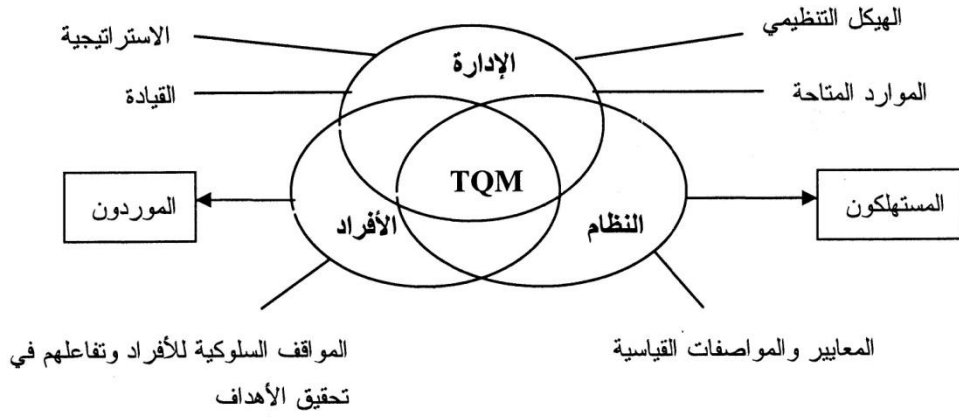 الهيكل التنظيمي
الاستراتيجية
الإدارة
الموارد المتاحة
القيادة
TQM
المستهلكون
الموردون
النظام
الأفراد
المعايير والمواصفات القياسية
المواقف السلوكية للأفراد وتفاعلهم في
تحقيق الأهداف